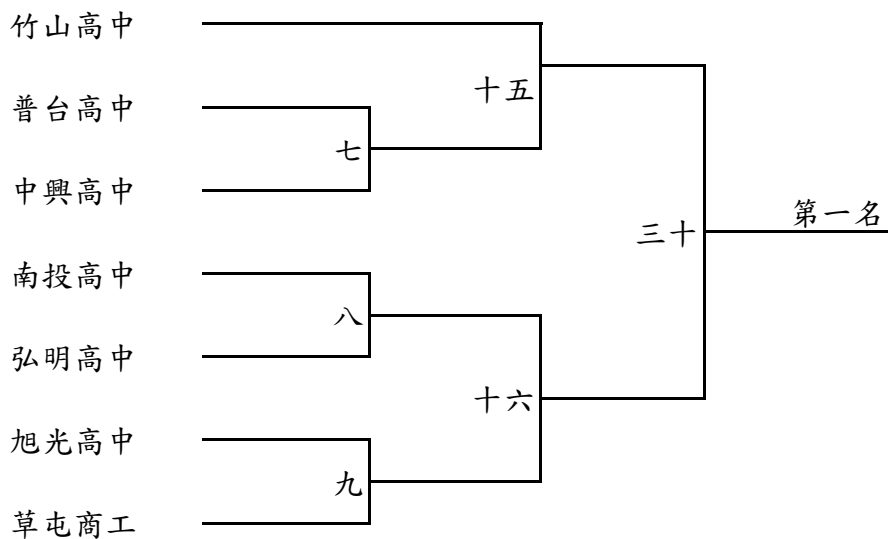 竹山高中
十五
普台高中
七
中興高中
第一名
三十
南投高中
八
弘明高中
十六
旭光高中
九
草屯商工